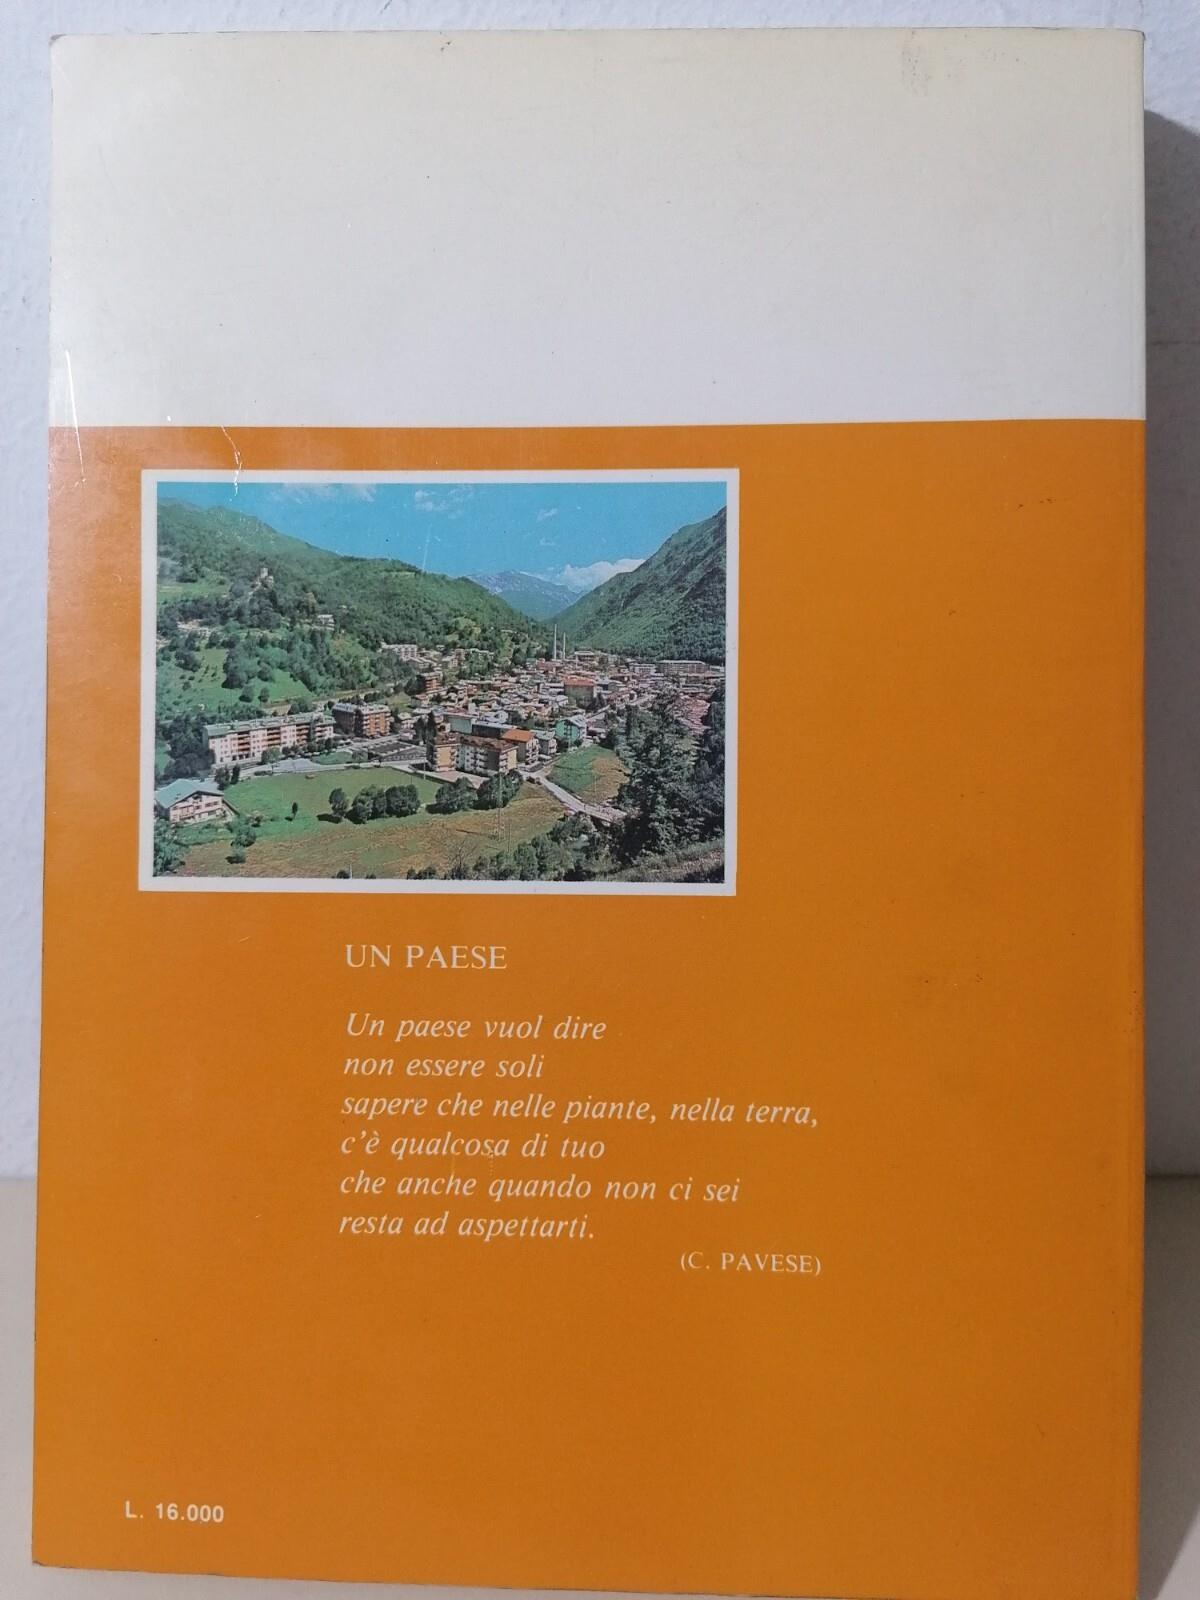 UN PAESE
Un paese vuol dire
non essere soli
sapere che nelle piante, nella terra,
c'è qualcosa di tuo
che anche quando non ci sei
resta ad aspettarti.
(C. PAVESE)
L. 16.000